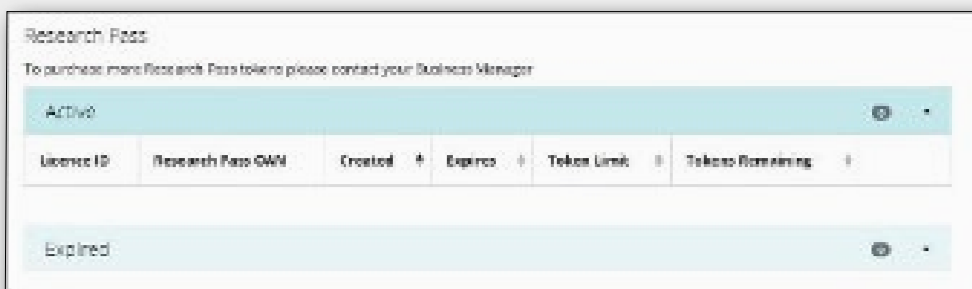 Research Pass
To purchase more Research Pass tokens please contact your Business Manager
Active
Licence ID Research Pass OAN Created Expires Token Limit Tokens Remaining
Expired